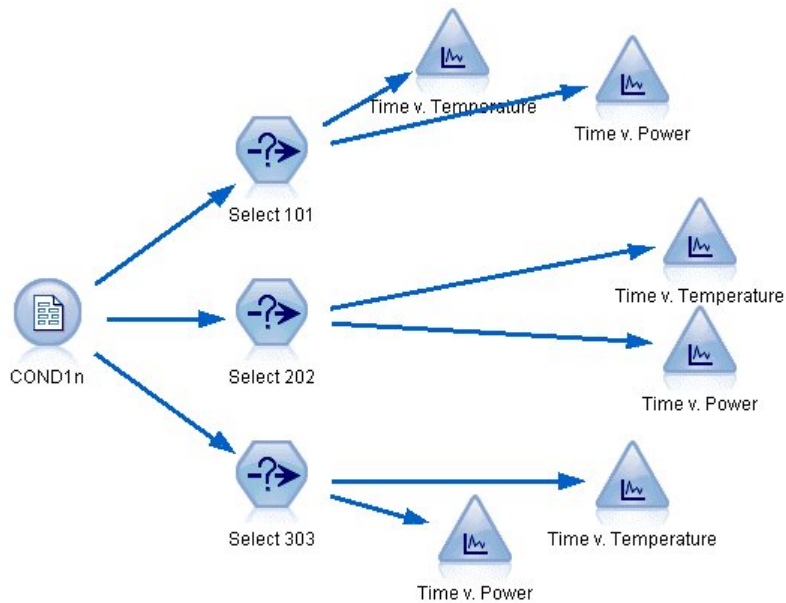 Time v. Temperature
Time v. Power
Select 101
Time v. Temperature
COND1n
Select 202
Time v. Power
Select 303
Time v. Temperature
Time v. Power